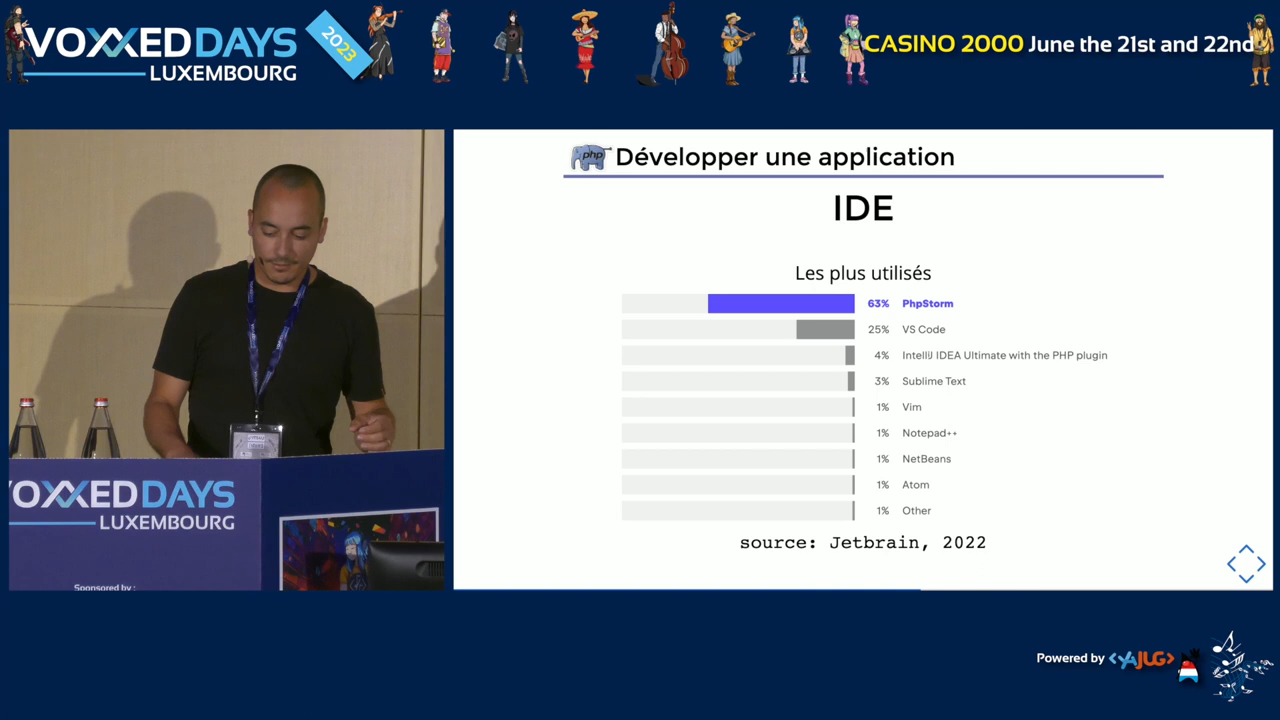 VOXXED DAYS
LUXEMBOURG
2023
CASINO 2000 June the 21st and 22nd
php Développer une application
IDE
Les plus utilisés
63% PhpStorm
25% VS Code
4% IntelliJ IDEA Ultimate with the PHP plugin
3% Sublime Text
1% Vim
1% Notepad++
1% NetBeans
1% Atom
1% Other
source: Jetbrain, 2022
OXXED DAYS
LUXEMBOURG
Sponsored by :
Powered by <YAJUG>